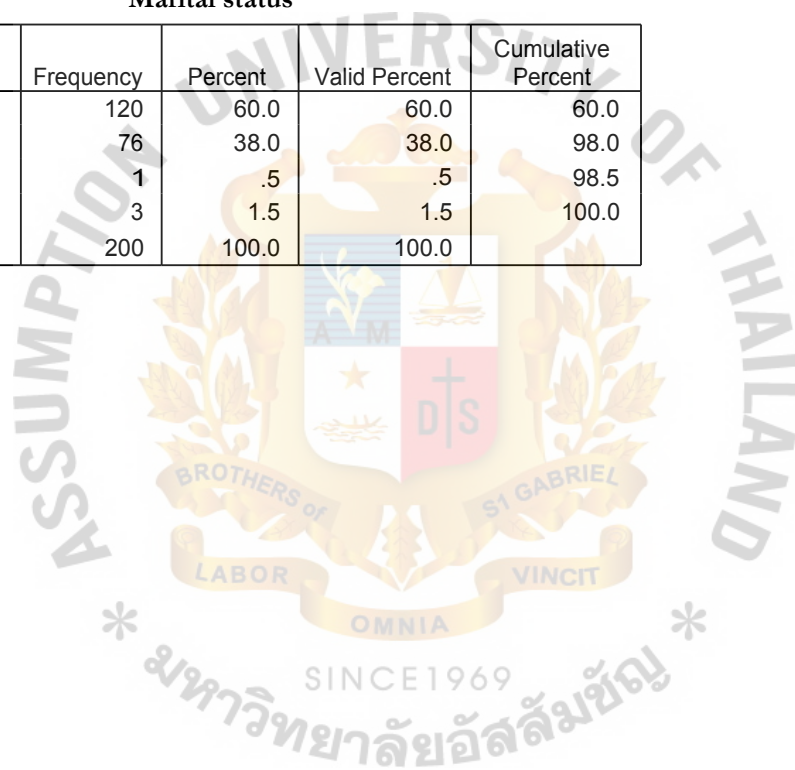 Marital status
Frequency Percent Valid Percent Cumulative Percent
120 60.0 60.0 60.0
76 38.0 38.0 98.0
1 .5 .5 98.5
3 1.5 1.5 100.0
200 100.0 100.0
ASSUMPTION UNIVERSITY OF THAILAND
A M
D S
BROTHERS of S1 GABRIEL
LABOR VINCIT
OMNIA
SINCE1969
* มหาวิทยาลัยอัสสัมชัญ *